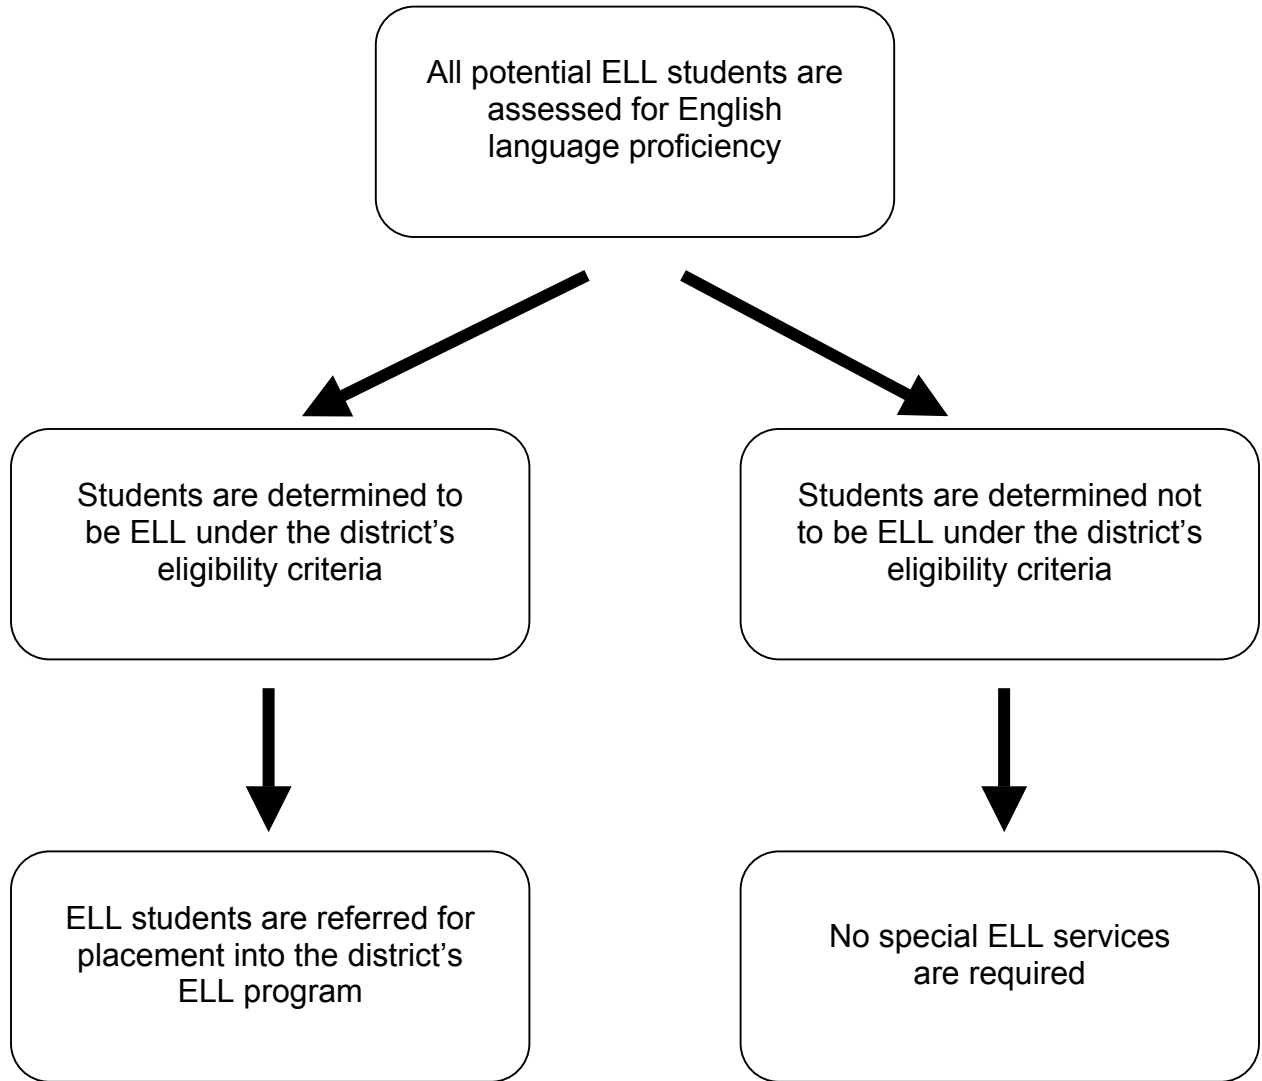 All potential ELL students are
assessed for English
language proficiency
Students are determined to
be ELL under the district’s
eligibility criteria
Students are determined not
to be ELL under the district’s
eligibility criteria
ELL students are referred for
placement into the district’s
ELL program
No special ELL services
are required